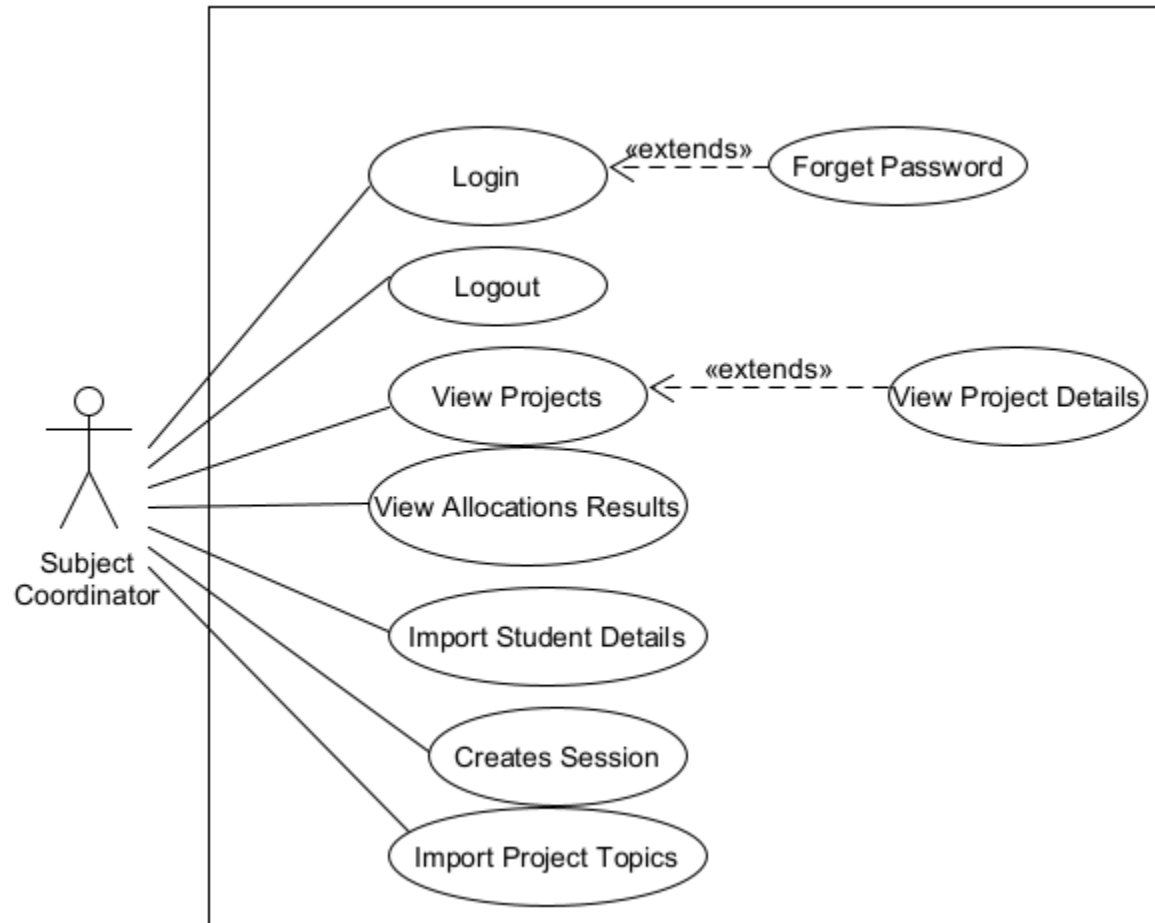 Login
«extends»
Forget Password
Logout
View Projects
«extends»
View Project Details
View Allocations Results
Subject
Coordinator
Import Student Details
Creates Session
Import Project Topics